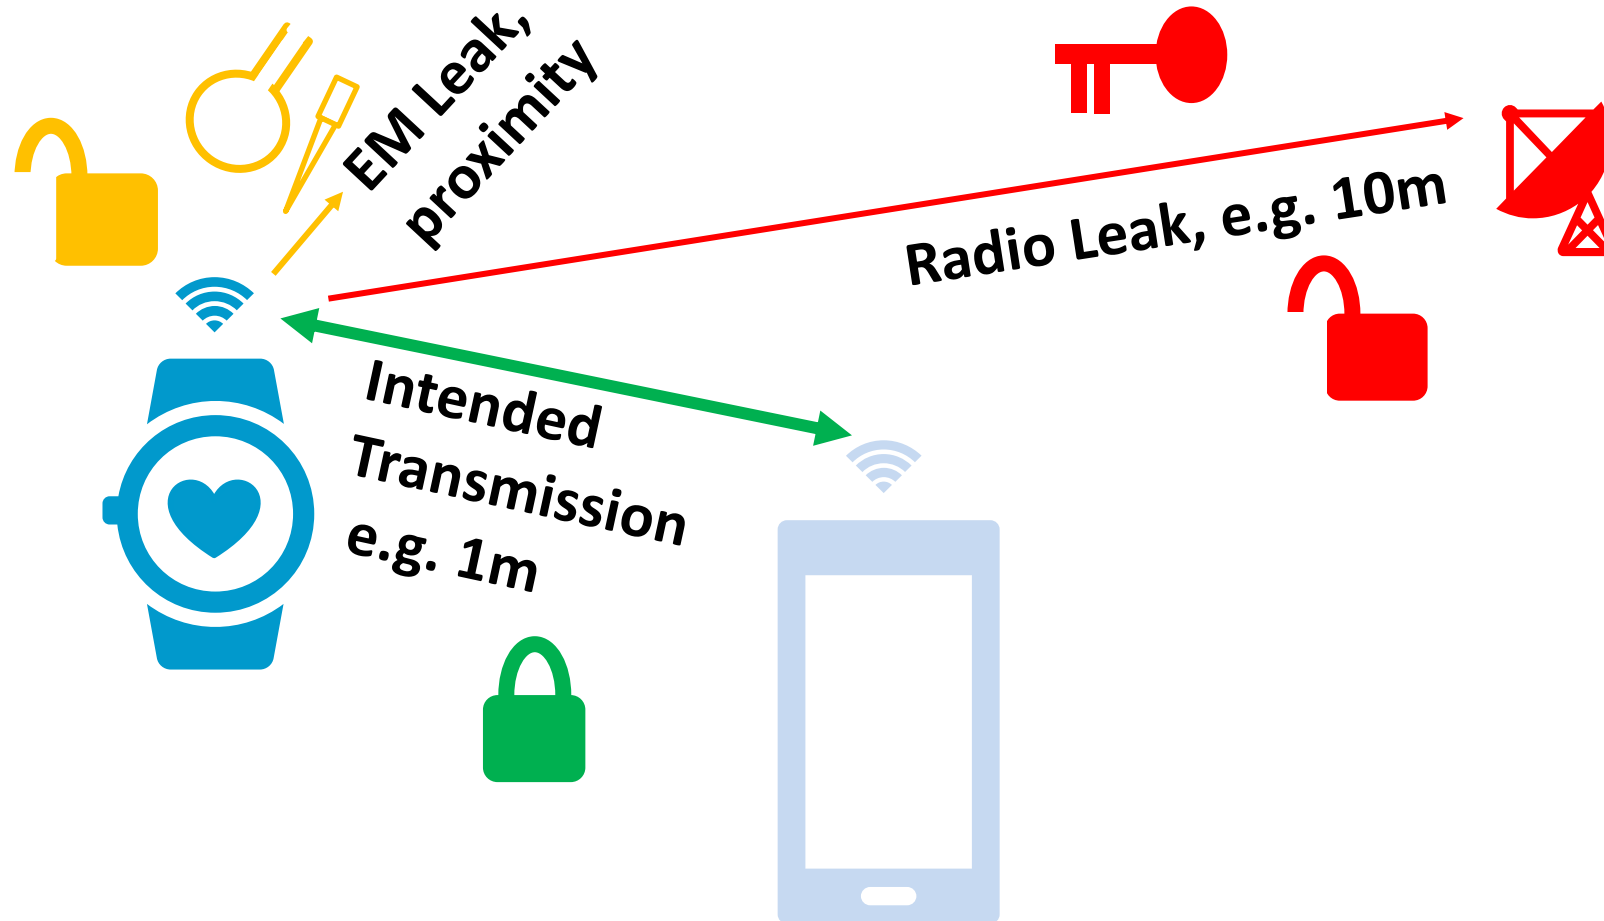 EM Leak,
proximity
Radio Leak, e.g. 10m
Intended
Transmission
e.g. 1m